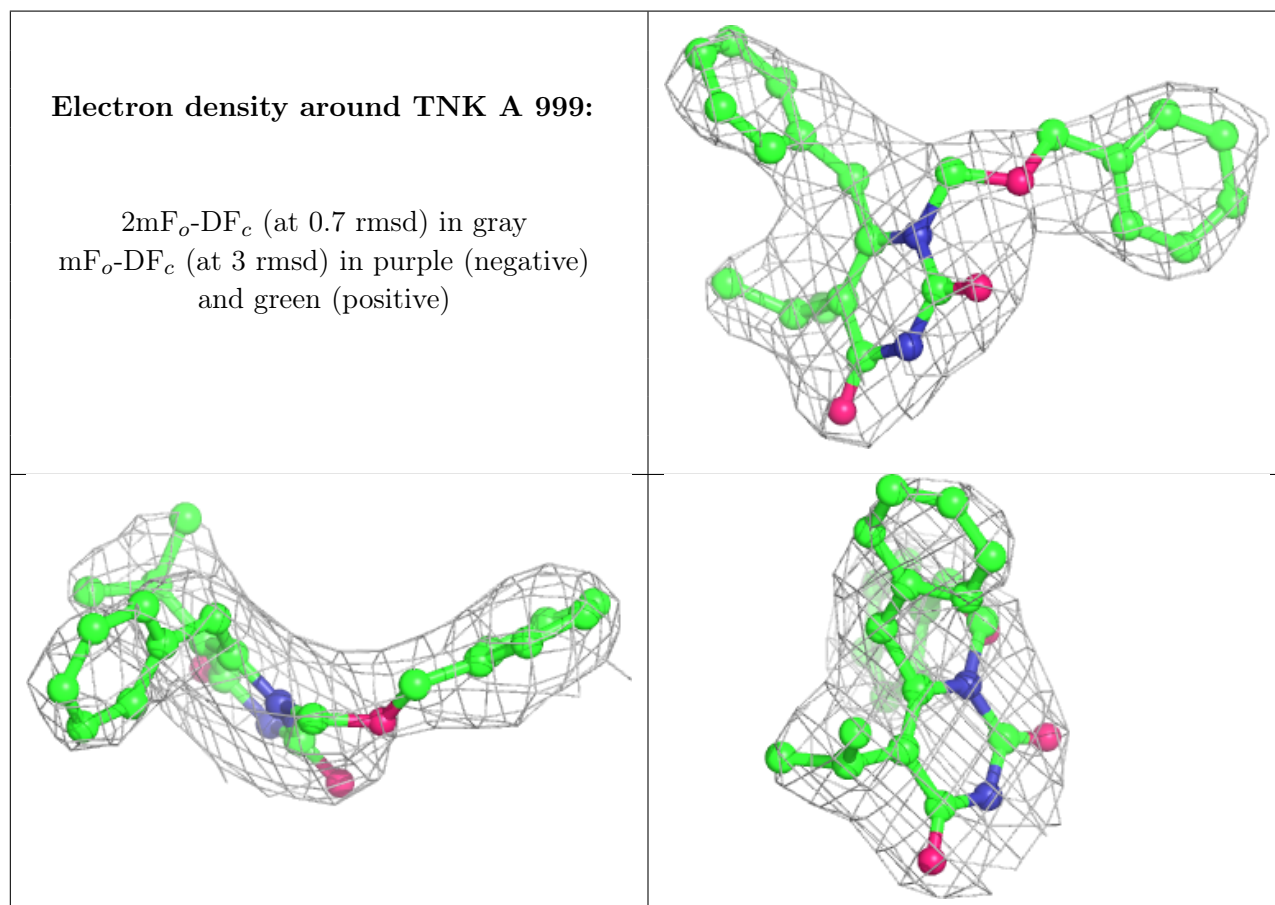 Electron density around TNK A 999:
2mFo-DFc (at 0.7 rmsd) in gray
mFo-DFc (at 3 rmsd) in purple (negative)
and green (positive)